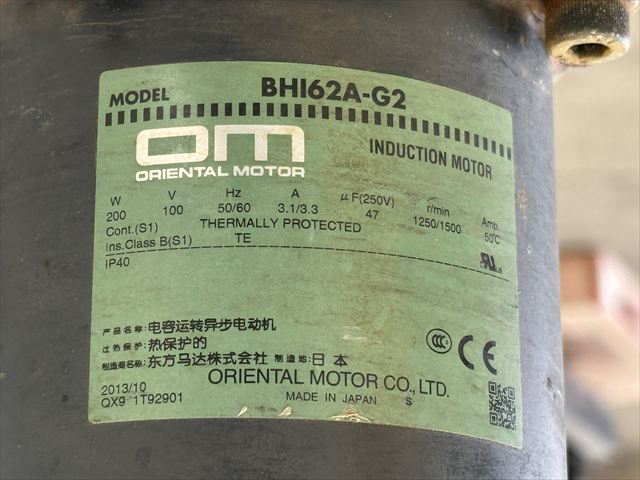 MODEL BHI62A-G2
OM
ORIENTAL MOTOR
INDUCTION MOTOR
W V Hz A μF(250V) r/min Amb.
200 100 50/60 3.1/3.3 47 1250/1500 50℃
Cont.(S1) THERMALLY PROTECTED
Ins.Class B(S1) TE
IP40
产品名称: 电容运转异步电动机
过热保护: 热保护的
制造商名称: 东方马达株式会社 制造地: 日本
CCC CE
2013/10 ORIENTAL MOTOR CO., LTD.
QX9 1T92901 MADE IN JAPAN S